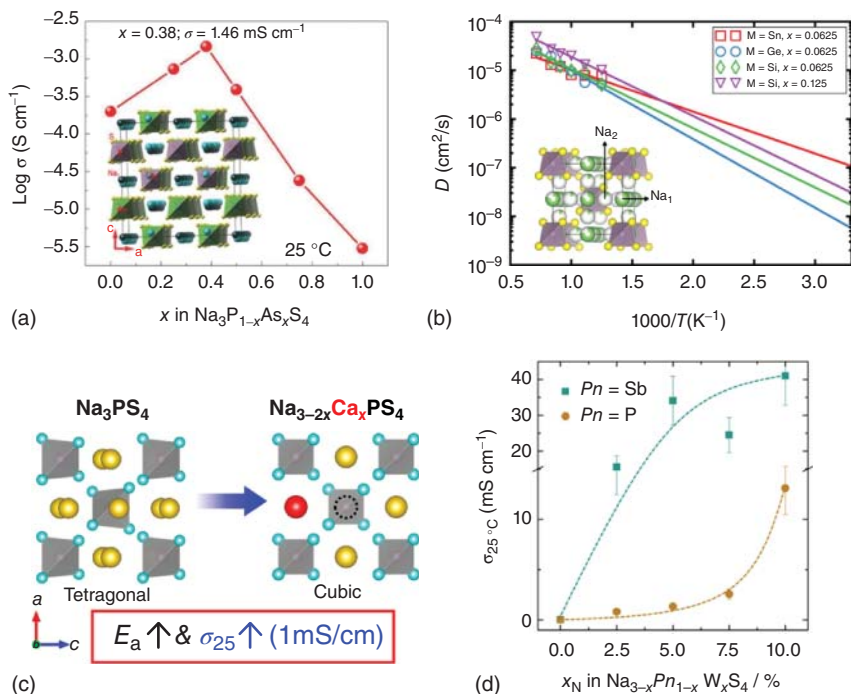 x = 0.38; σ = 1.46 mS cm⁻¹
Log σ (S cm⁻¹)
−2.5
−3.0
−3.5
−4.0
−4.5
−5.0
−5.5
S
Na
c
a
25 °C
0.0 0.2 0.4 0.6 0.8 1.0
x in Na₃P₁₋ₓAsₓS₄
(a)
D (cm²/s)
10⁻²
10⁻⁴
10⁻⁵
10⁻⁶
10⁻⁷
10⁻⁸
10⁻⁹
M = Sn, x = 0.0625
M = Ge, x = 0.0625
M = Si, x = 0.0625
M = Si, x = 0.125
Na₂
Na₁
0.5 1.0 1.5 2.0 2.5 3.0
1000/T(K⁻¹)
(b)
Na₃PS₄
Na₃₋₂ₓCaₓPS₄
Tetragonal
Cubic
a
b
c
Eₐ ↑ & σ₂₅ ↑ (1mS/cm)
(c)
σ₂₅ °C (mS cm⁻¹)
40
30
20
10
0
Pn = Sb
Pn = P
0.0 2.5 5.0 7.5 10.0
x_N in Na₃₋ₓPn₁₋ₓ WₓS₄ / %
(d)